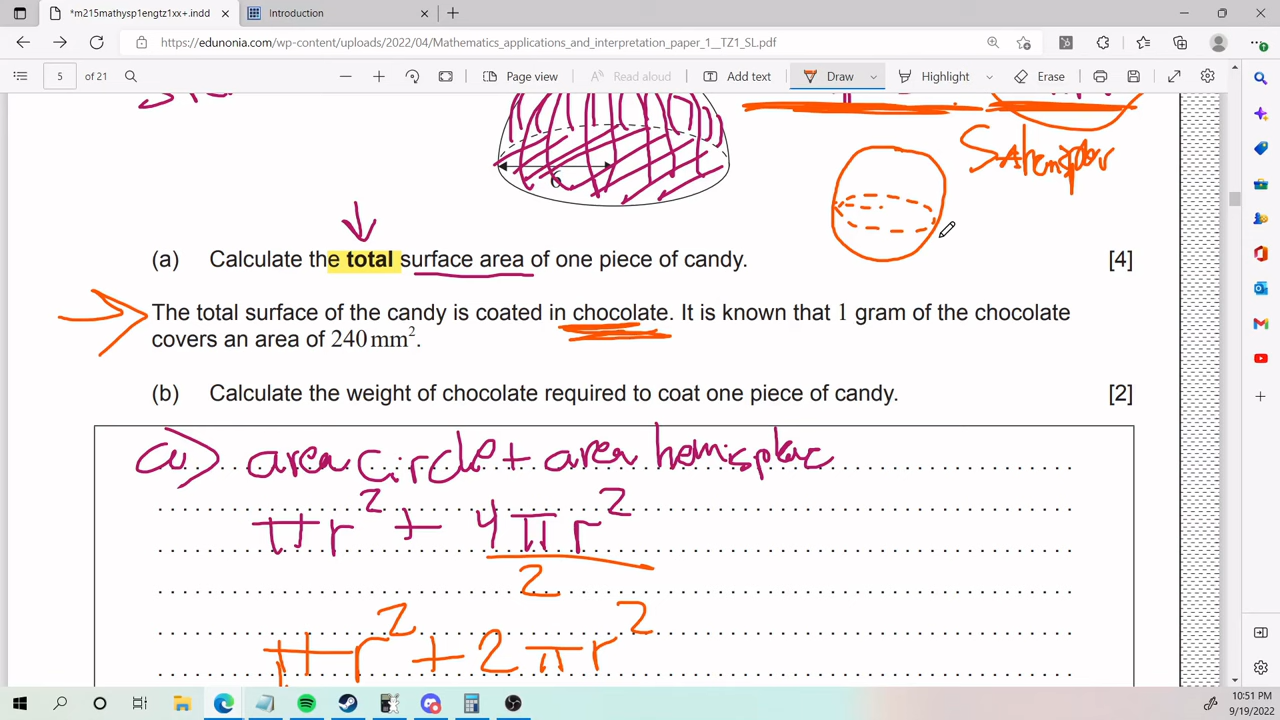 *m215mathysp1engtz1xx+.indd
Introduction
https://edunonia.com/wp-content/uploads/2022/04/Mathematics_applications_and_interpretation_paper_1__TZ1_SL.pdf
5 of 21
Page view
Read aloud
Add text
Draw
Highlight
Erase
SA hemisphere
6
(a) Calculate the total surface area of one piece of candy. [4]
The total surface of the candy is coated in chocolate. It is known that 1 gram of the chocolate
covers an area of 240 mm².
(b) Calculate the weight of chocolate required to coat one piece of candy. [2]
a) area circle + area hemisphere
πr² + 4πr²
2
πr² + 2πr²
10:51 PM
9/19/2022